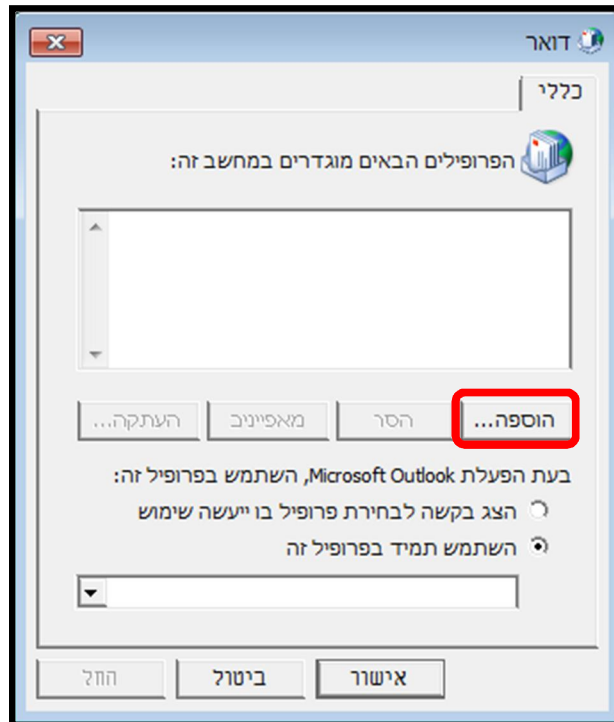 דואר
כללי
הפרופילים הבאים מוגדרים במחשב זה:
הוספה... הסר מאפיינים העתקה...
בעת הפעלת Microsoft Outlook, השתמש בפרופיל זה:
הצג בקשה לבחירת פרופיל בו ייעשה שימוש
השתמש תמיד בפרופיל זה
אישור ביטול החל